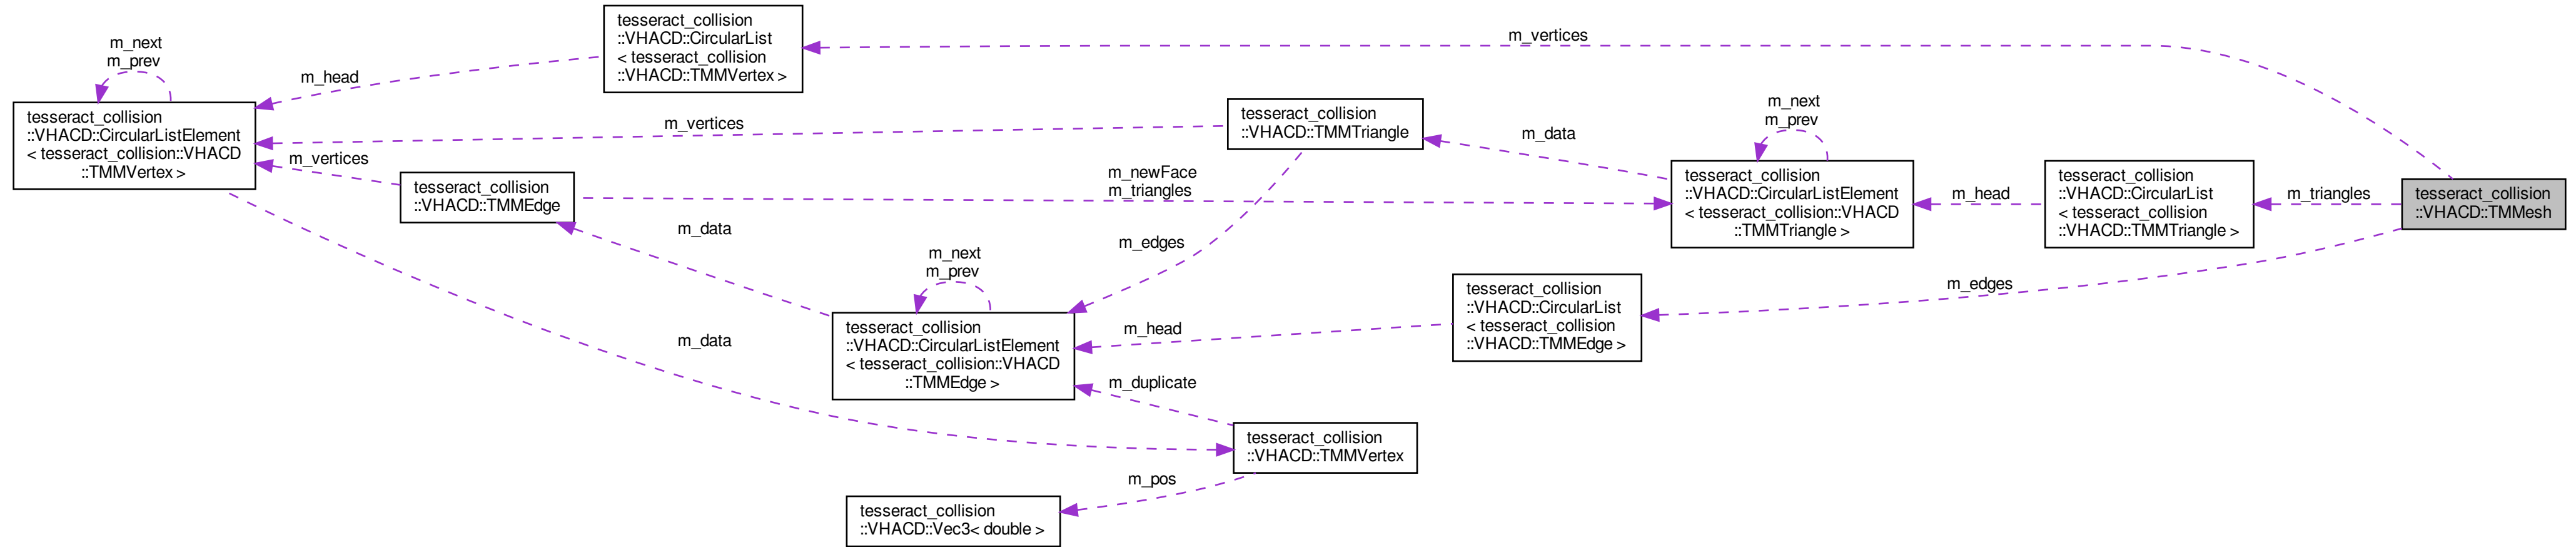 m_next
m_prev
tesseract_collision
::VHACD::CircularListElement
< tesseract_collision::VHACD
::TMMVertex >
m_head
tesseract_collision
::VHACD::CircularList
< tesseract_collision
::VHACD::TMMVertex >
m_vertices
m_vertices
m_vertices
tesseract_collision
::VHACD::TMMEdge
m_data
m_data
tesseract_collision
::VHACD::TMMTriangle
m_newFace
m_triangles
m_edges
m_next
m_prev
tesseract_collision
::VHACD::CircularListElement
< tesseract_collision::VHACD
::TMMEdge >
m_head
m_duplicate
m_pos
tesseract_collision
::VHACD::Vec3< double >
tesseract_collision
::VHACD::TMMVertex
tesseract_collision
::VHACD::CircularList
< tesseract_collision
::VHACD::TMMEdge >
m_data
m_next
m_prev
tesseract_collision
::VHACD::CircularListElement
< tesseract_collision::VHACD
::TMMTriangle >
m_head
m_edges
tesseract_collision
::VHACD::CircularList
< tesseract_collision
::VHACD::TMMTriangle >
m_triangles
tesseract_collision
::VHACD::TMMesh